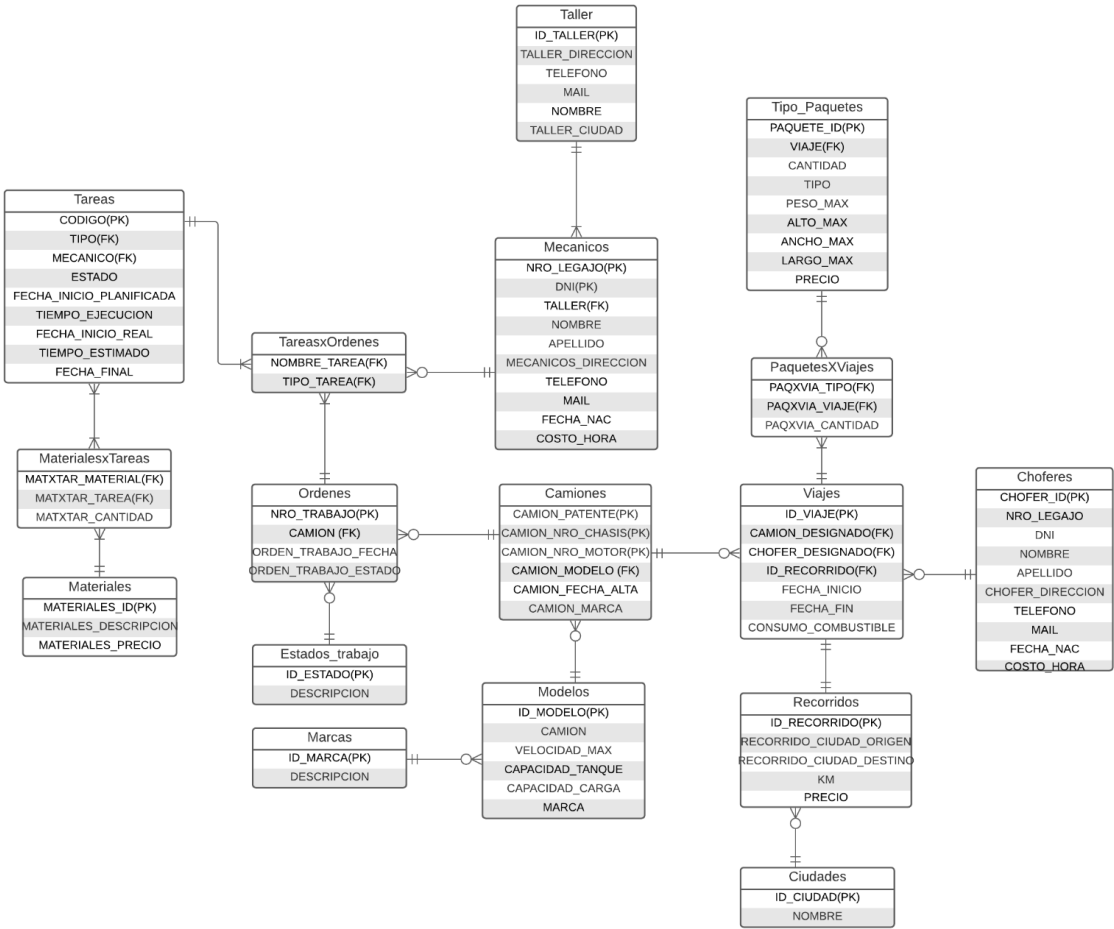 Taller
ID_TALLER(PK)
TALLER_DIRECCION
TELEFONO
MAIL
NOMBRE
TALLER_CIUDAD
Tipo_Paquetes
PAQUETE_ID(PK)
VIAJE(FK)
CANTIDAD
TIPO
PESO_MAX
ALTO_MAX
ANCHO_MAX
LARGO_MAX
PRECIO
Tareas
CODIGO(PK)
TIPO(FK)
MECANICO(FK)
ESTADO
FECHA_INICIO_PLANIFICADA
TIEMPO_EJECUCION
FECHA_INICIO_REAL
TIEMPO_ESTIMADO
FECHA_FINAL
Mecanicos
NRO_LEGAJO(PK)
DNI(PK)
TALLER(FK)
NOMBRE
APELLIDO
MECANICOS_DIRECCION
TELEFONO
MAIL
FECHA_NAC
COSTO_HORA
TareasxOrdenes
NOMBRE_TAREA(FK)
TIPO_TAREA(FK)
PaquetesXViajes
PAQXVIA_TIPO(FK)
PAQXVIA_VIAJE(FK)
PAQXVIA_CANTIDAD
MaterialesxTareas
MATXTAR_MATERIAL(FK)
MATXTAR_TAREA(FK)
MATXTAR_CANTIDAD
Ordenes
NRO_TRABAJO(PK)
CAMION (FK)
ORDEN_TRABAJO_FECHA
ORDEN_TRABAJO_ESTADO
Camiones
CAMION_PATENTE(PK)
CAMION_NRO_CHASIS(PK)
CAMION_NRO_MOTOR(PK)
CAMION_MODELO (FK)
CAMION_FECHA_ALTA
CAMION_MARCA
Viajes
ID_VIAJE(PK)
CAMION_DESIGNADO(FK)
CHOFER_DESIGNADO(FK)
ID_RECORRIDO(FK)
FECHA_INICIO
FECHA_FIN
CONSUMO_COMBUSTIBLE
Choferes
CHOFER_ID(PK)
NRO_LEGAJO
DNI
NOMBRE
APELLIDO
CHOFER_DIRECCION
TELEFONO
MAIL
FECHA_NAC
COSTO_HORA
Materiales
MATERIALES_ID(PK)
MATERIALES_DESCRIPCION
MATERIALES_PRECIO
Estados_trabajo
ID_ESTADO(PK)
DESCRIPCION
Marcas
ID_MARCA(PK)
DESCRIPCION
Modelos
ID_MODELO(PK)
CAMION
VELOCIDAD_MAX
CAPACIDAD_TANQUE
CAPACIDAD_CARGA
MARCA
Recorridos
ID_RECORRIDO(PK)
RECORRIDO_CIUDAD_ORIGEN
RECORRIDO_CIUDAD_DESTINO
KM
PRECIO
Ciudades
ID_CIUDAD(PK)
NOMBRE